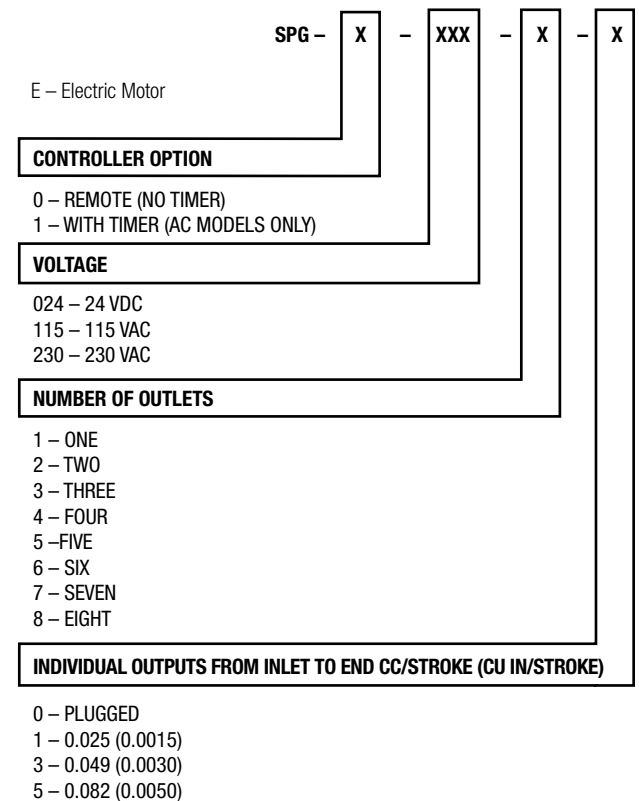 SPG – X – XXX – X – X
E – Electric Motor
CONTROLLER OPTION
0 – REMOTE (NO TIMER)
1 – WITH TIMER (AC MODELS ONLY)
VOLTAGE
024 – 24 VDC
115 – 115 VAC
230 – 230 VAC
NUMBER OF OUTLETS
1 – ONE
2 – TWO
3 – THREE
4 – FOUR
5 –FIVE
6 – SIX
7 – SEVEN
8 – EIGHT
INDIVIDUAL OUTPUTS FROM INLET TO END CC/STROKE (CU IN/STROKE)
0 – PLUGGED
1 – 0.025 (0.0015)
3 – 0.049 (0.0030)
5 – 0.082 (0.0050)